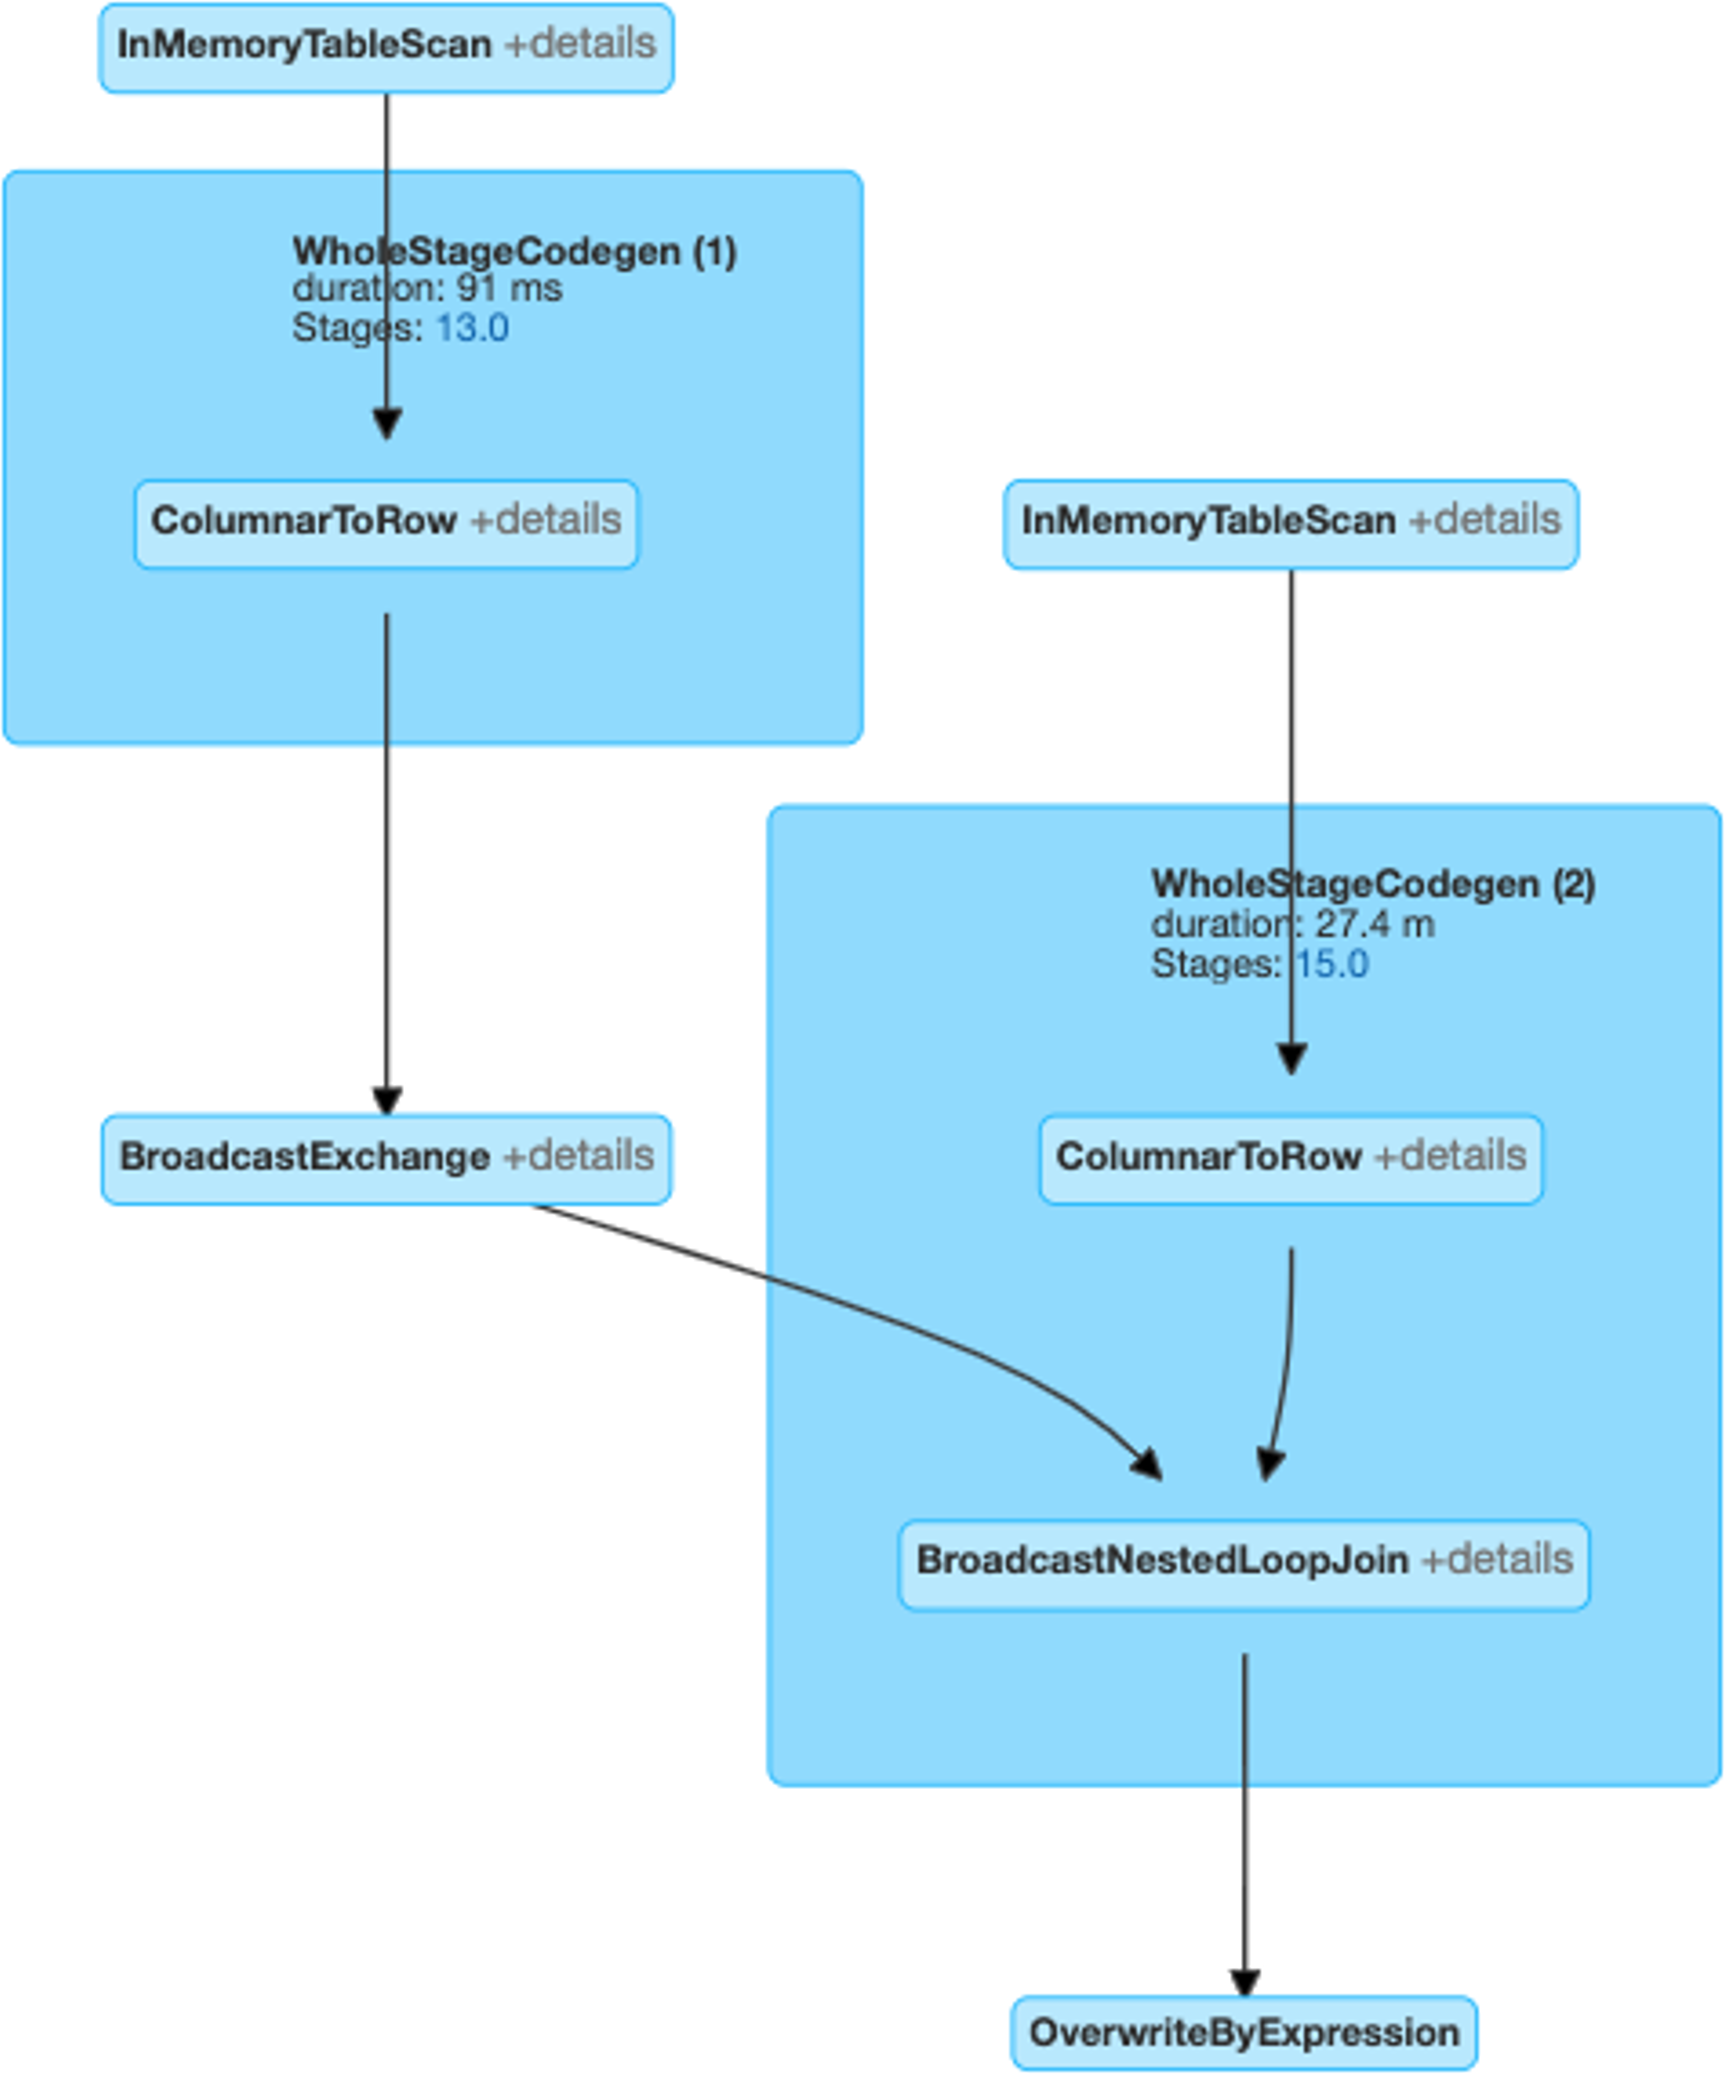 InMemoryTableScan +details
WholeStageCodegen (1)
duration: 91 ms
Stages: 13.0
ColumnarToRow +details
InMemoryTableScan +details
WholeStageCodegen (2)
duration: 27.4 m
Stages: 15.0
BroadcastExchange +details
ColumnarToRow +details
BroadcastNestedLoopJoin +details
OverwriteByExpression